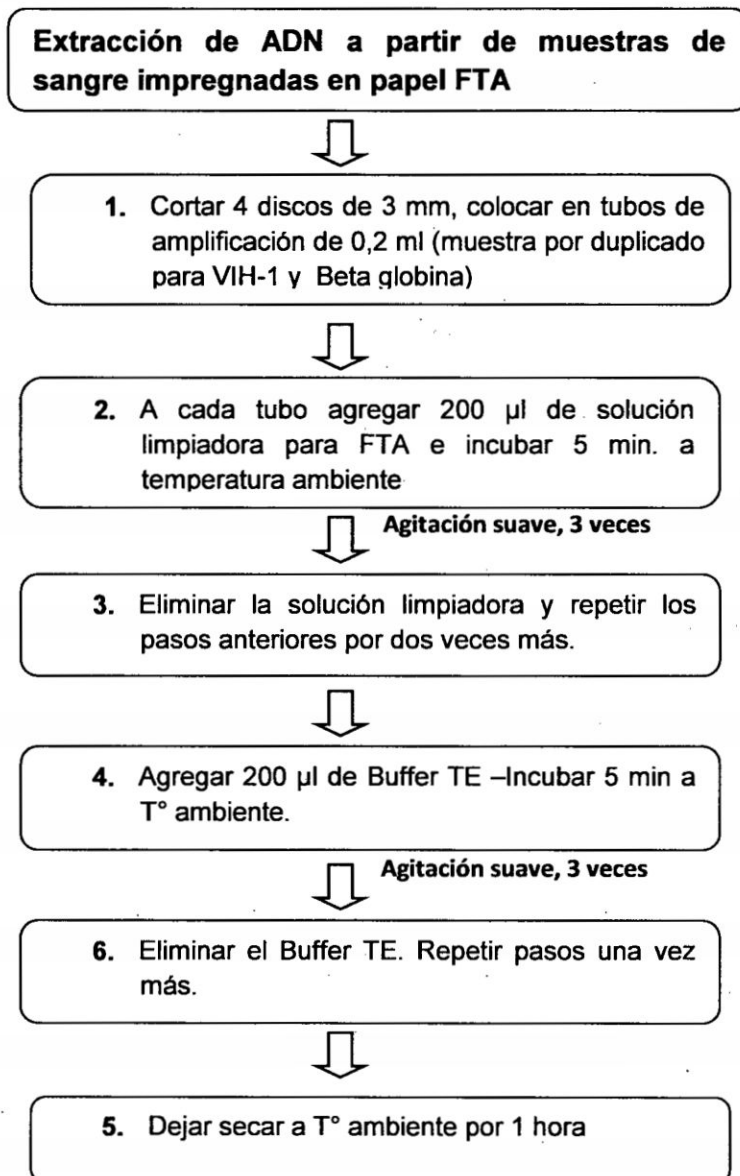 Extracción de ADN a partir de muestras de
sangre impregnadas en papel FTA
1. Cortar 4 discos de 3 mm, colocar en tubos de
amplificación de 0,2 ml (muestra por duplicado
para VIH-1 y Beta globina)
2. A cada tubo agregar 200 µl de solución
limpiadora para FTA e incubar 5 min. a
temperatura ambiente
Agitación suave, 3 veces
3. Eliminar la solución limpiadora y repetir los
pasos anteriores por dos veces más.
4. Agregar 200 µl de Buffer TE –Incubar 5 min a
T° ambiente.
Agitación suave, 3 veces
6. Eliminar el Buffer TE. Repetir pasos una vez
más.
5. Dejar secar a T° ambiente por 1 hora